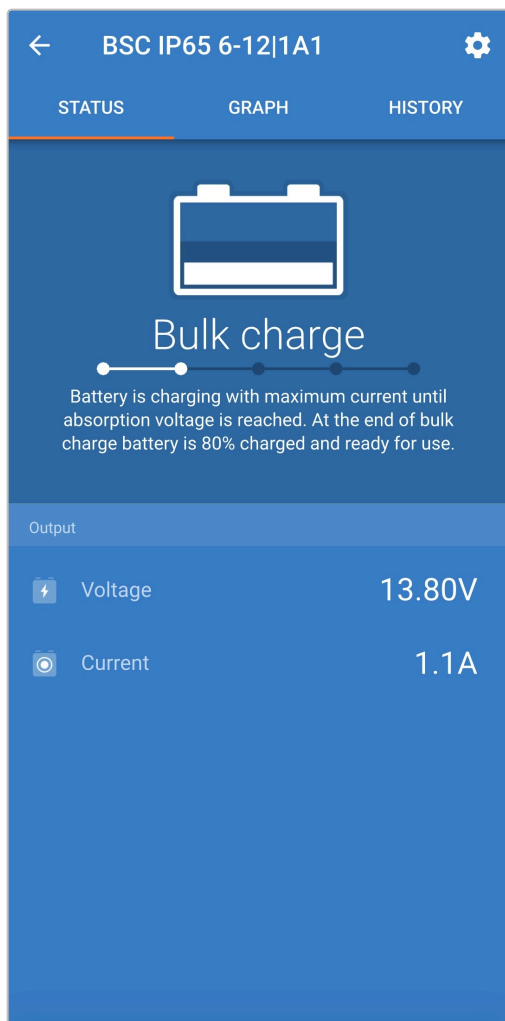 BSC IP65 6-12|1A1
STATUS GRAPH HISTORY
Bulk charge
Battery is charging with maximum current until
absorption voltage is reached. At the end of bulk
charge battery is 80% charged and ready for use.
Output
Voltage 13.80V
Current 1.1A